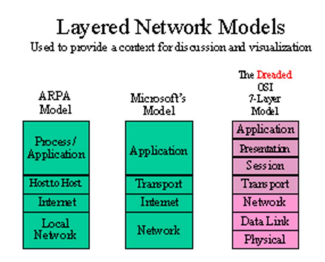 Layered Network Models
Used to provide a context for discussion and visualization
ARPA
Model
Process/
Application
Host to Host
Internet
Local
Network
Microsoft's
Model
Application
Transport
Internet
Network
The Dreaded
OSI
7-Layer
Model
Application
Presentation
Session
Transport
Network
Data Link
Physical